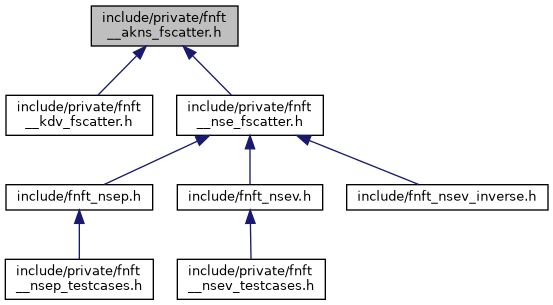 include/private/fnft
__akns_fscatter.h
include/private/fnft
__kdv_fscatter.h
include/private/fnft
__nse_fscatter.h
include/fnft_nsep.h
include/fnft_nsev.h
include/fnft_nsev_inverse.h
include/private/fnft
__nsep_testcases.h
include/private/fnft
__nsev_testcases.h